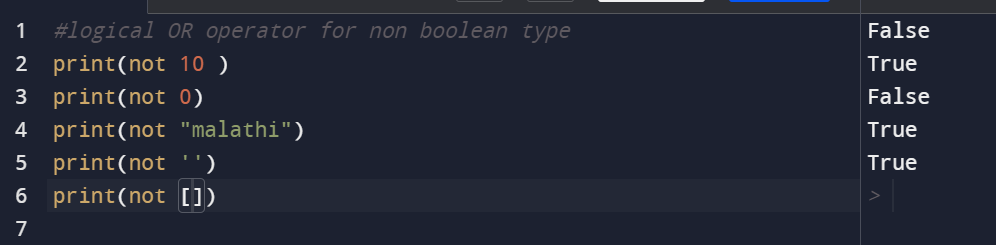 1 #logical OR operator for non boolean type
2 print(not 10 )
3 print(not 0)
4 print(not "malathi")
5 print(not '')
6 print(not [])
7
False
True
False
True
True
>